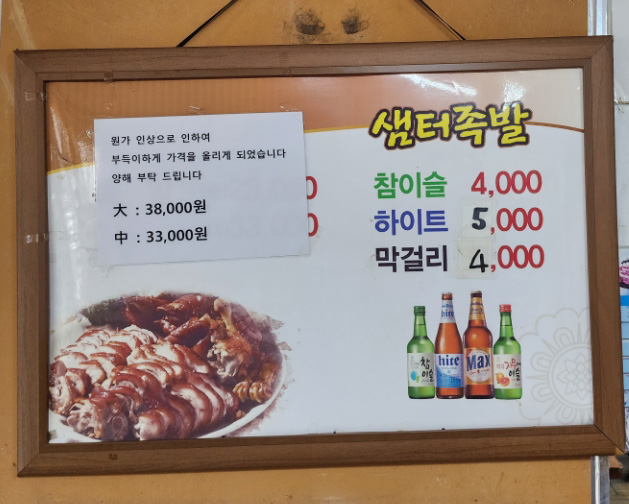 원가 인상으로 인하여
부득이하게 가격을 올리게 되었습니다
양해 부탁 드립니다
大 : 38,000원
中 : 33,000원
샘터족발
참이슬 4,000
하이트 5,000
막걸리 4,000
참이슬
hite
Max